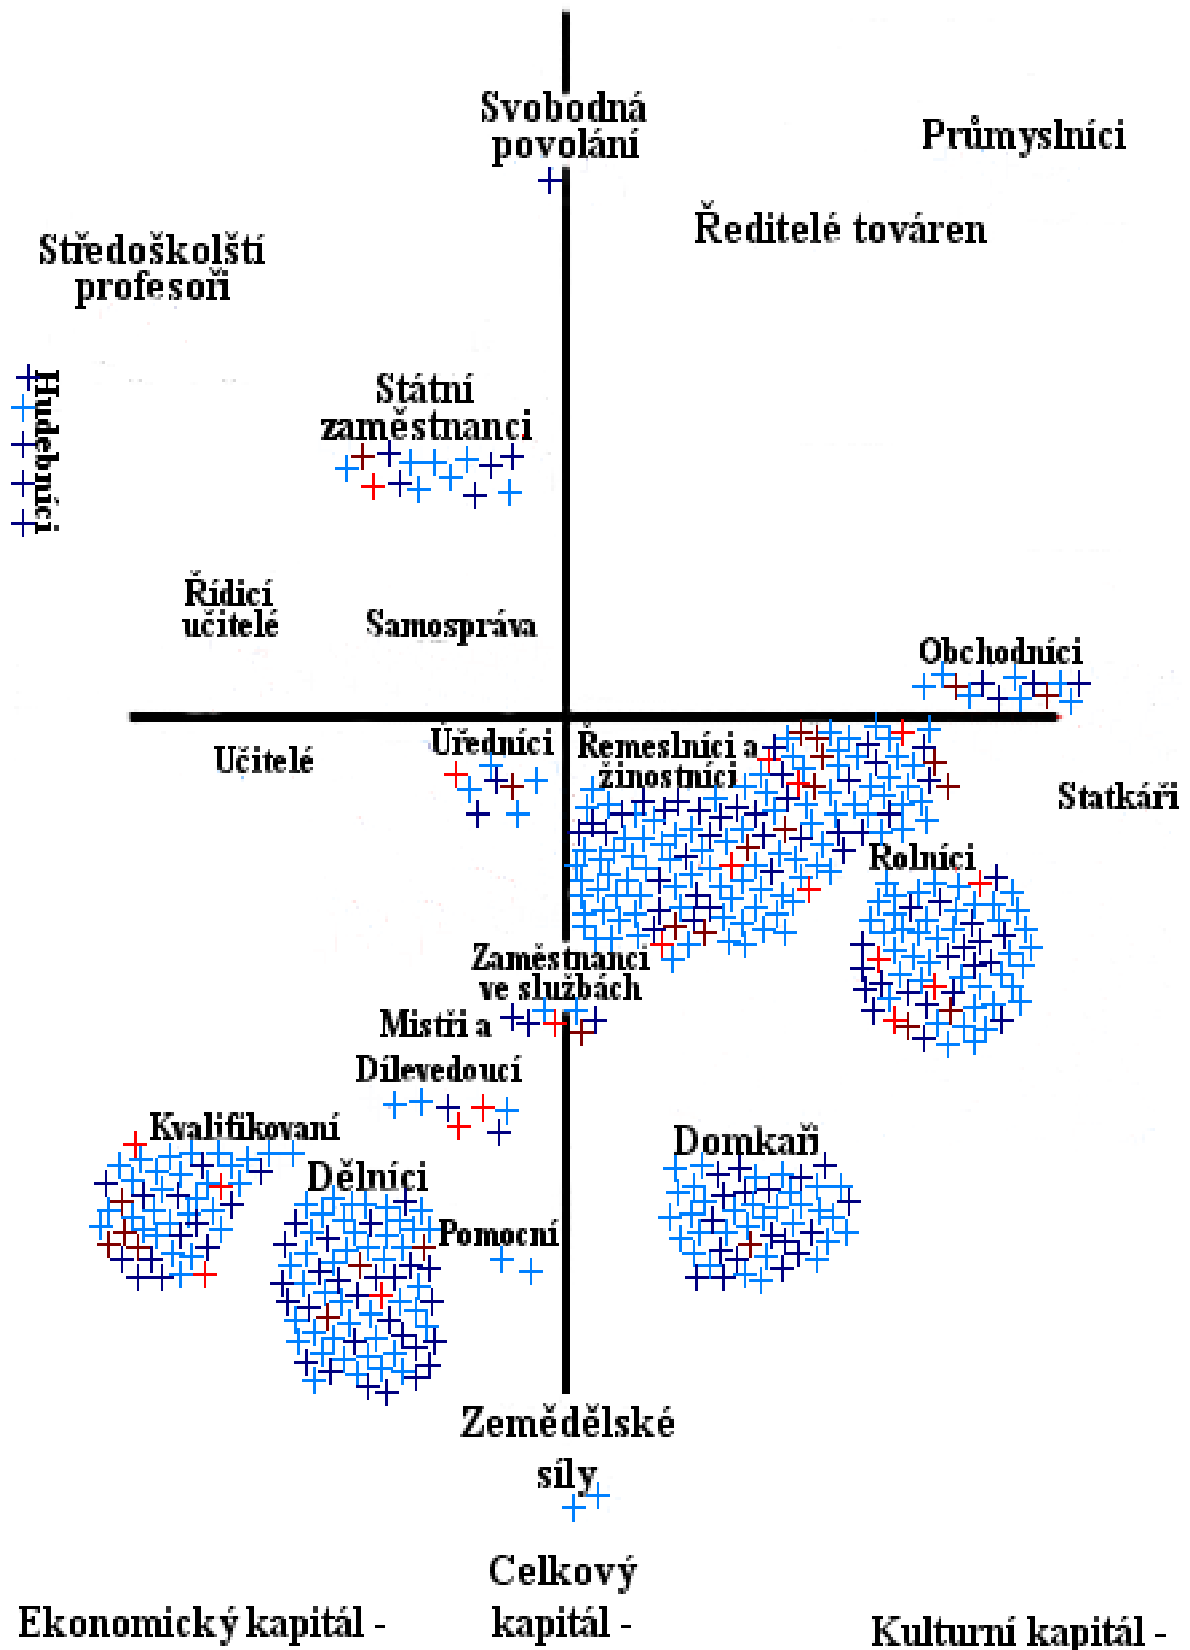 Svobodná
povolání
Průmyslníci
Ředitelé továren
Středoškolští
profesoři
Hudebníci
Státní
zaměstnanci
Řídicí
učitelé
Samospráva
Obchodníci
Učitelé
Úředníci
Řemeslníci a
žinostníci
Statkáři
Rolníci
Zaměstnanci
ve službách
Mistři a
Dílevedoucí
Kvalifikovaní
Dělníci
Pomocní
Domkaři
Zemědělské
síly
Celkový
kapitál -
Ekonomický kapitál -
Kulturní kapitál -